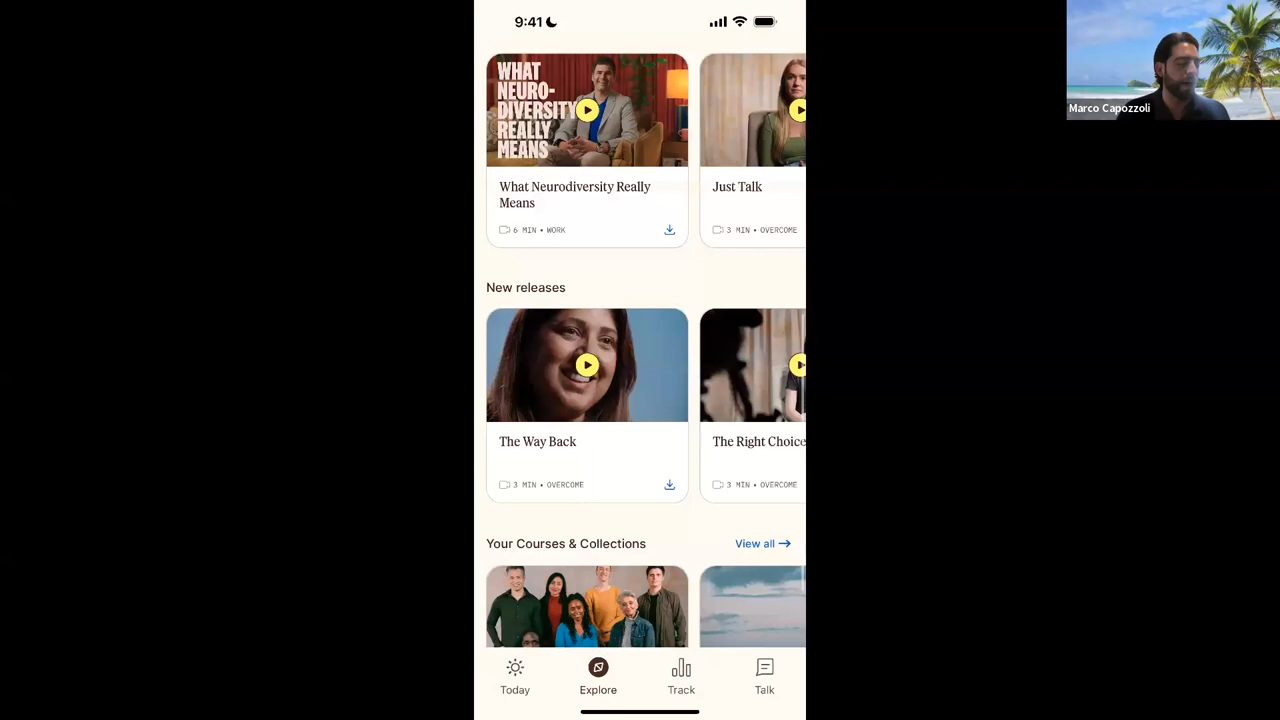 9:41
Marco Capozzoli
WHAT
NEURO-
DIVERSITY
REALLY
MEANS
What Neurodiversity Really
Means
6 MIN • WORK
Just Talk
3 MIN • OVERCOME
New releases
The Way Back
3 MIN • OVERCOME
The Right Choice
3 MIN • OVERCOME
Your Courses & Collections
View all →
Today
Explore
Track
Talk